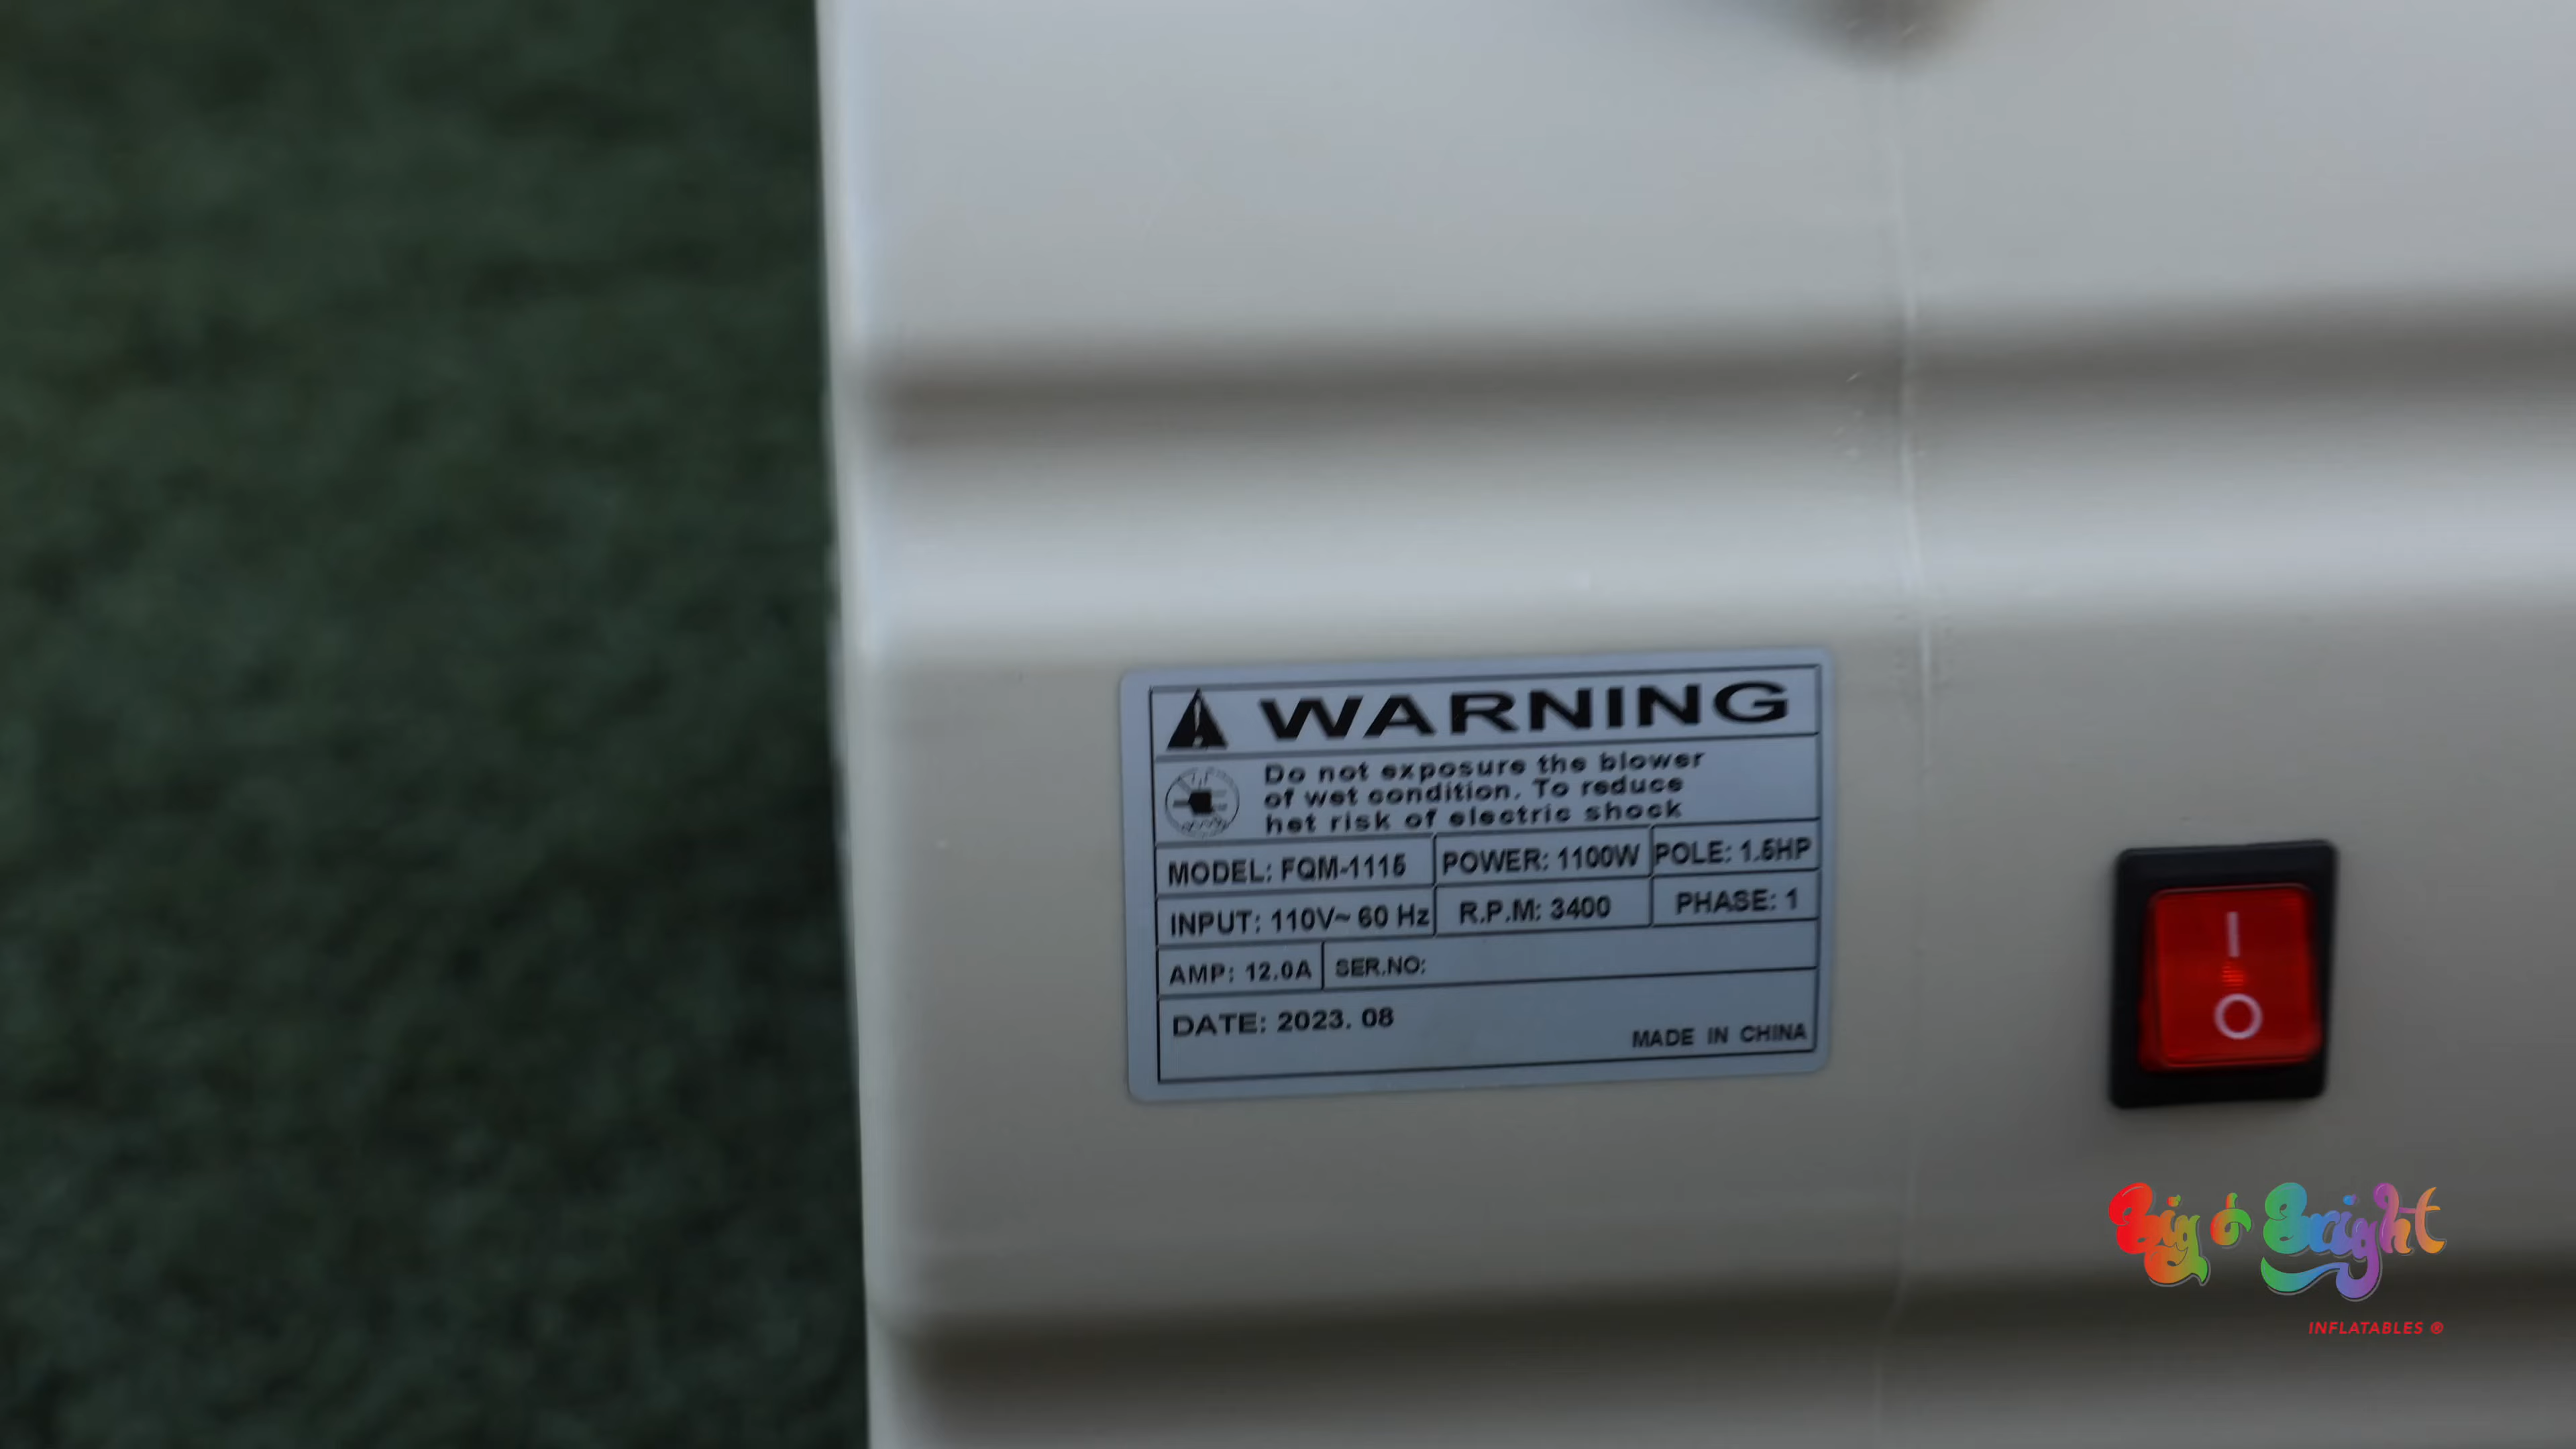 WARNING
Do not exposure the blower
of wet condition. To reduce
het risk of electric shock
MODEL: FQM-1115 POWER: 1100W POLE: 1.5HP
INPUT: 110V~ 60 Hz R.P.M: 3400 PHASE: 1
AMP: 12.0A SER.NO:
DATE: 2023. 08
MADE IN CHINA
Big & Bright
INFLATABLES ®